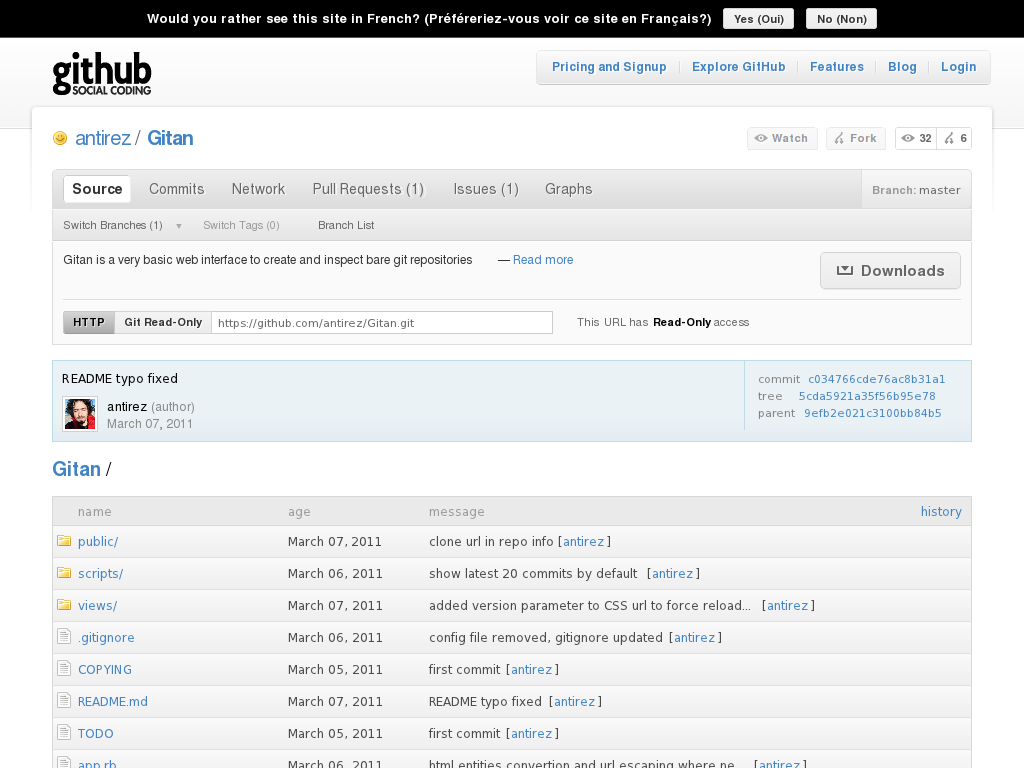 Would you rather see this site in French? (Préféreriez-vous voir ce site en Français?) Yes (Oui) No (Non)
github
SOCIAL CODING
Pricing and Signup Explore GitHub Features Blog Login
antirez / Gitan
Watch Fork 32 6
Source Commits Network Pull Requests (1) Issues (1) Graphs Branch: master
Switch Branches (1) Switch Tags (0) Branch List
Gitan is a very basic web interface to create and inspect bare git repositories — Read more
Downloads
HTTP Git Read-Only https://github.com/antirez/Gitan.git This URL has Read-Only access
README typo fixed
antirez (author)
March 07, 2011
commit c034766cde76ac8b31a1
tree 5cda5921a35f56b95e78
parent 9efb2e021c3100bb84b5
Gitan /
name age message history
public/ March 07, 2011 clone url in repo info [antirez]
scripts/ March 06, 2011 show latest 20 commits by default [antirez]
views/ March 07, 2011 added version parameter to CSS url to force reload... [antirez]
.gitignore March 06, 2011 config file removed, gitignore updated [antirez]
COPYING March 05, 2011 first commit [antirez]
README.md March 07, 2011 README typo fixed [antirez]
TODO March 05, 2011 first commit [antirez]
app.rb March 06, 2011 html entities convertion and url escaping where ne... [antirez]